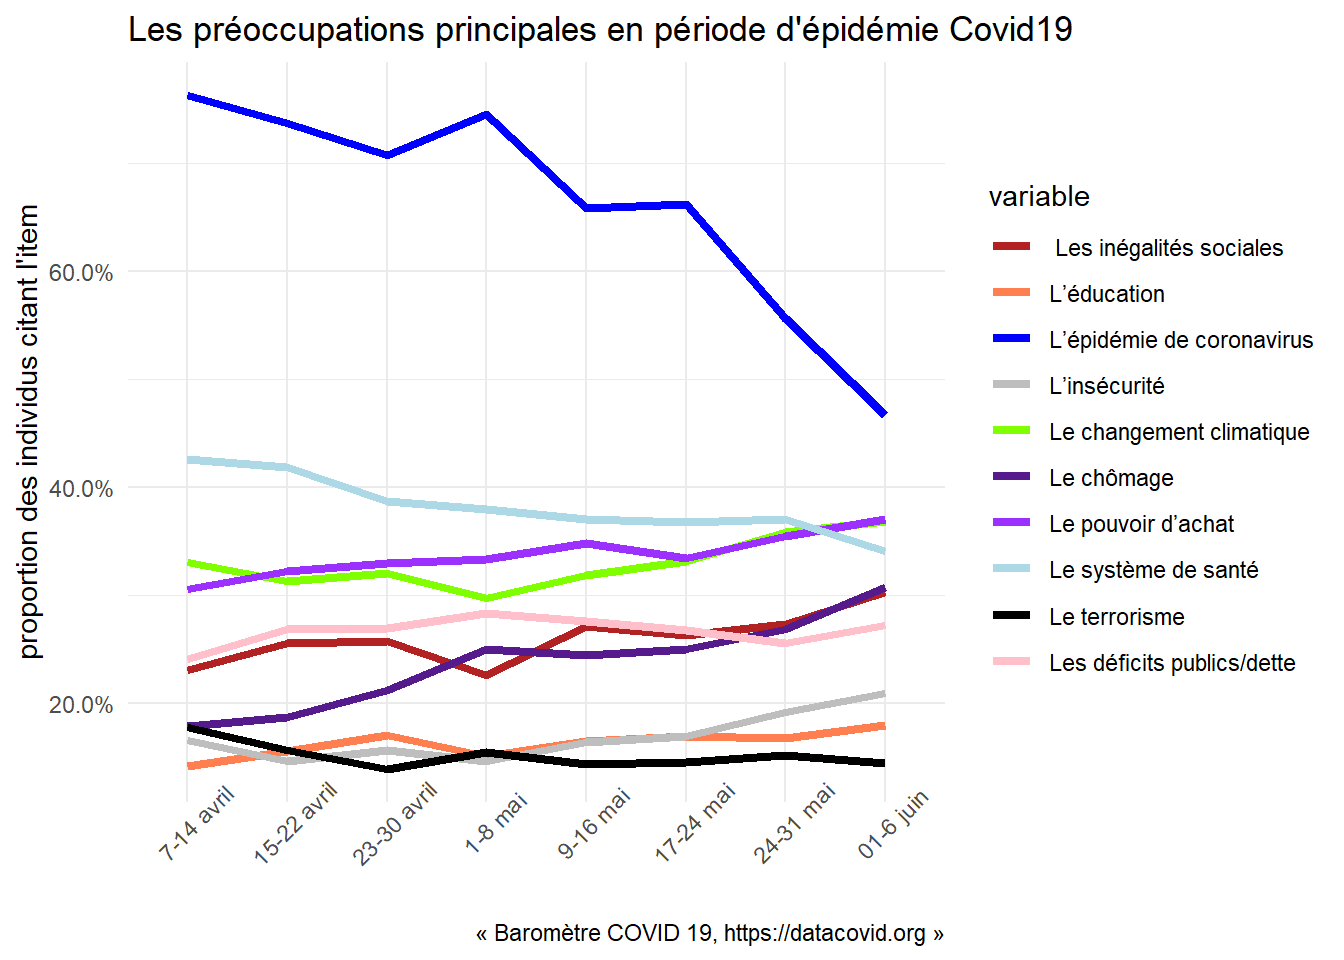 Les préoccupations principales en période d'épidémie Covid19
proportion des individus citant l'item
60.0%
40.0%
20.0%
7-14 avril
15-22 avril
23-30 avril
1-8 mai
9-16 mai
17-24 mai
24-31 mai
01-6 juin
variable
Les inégalités sociales
L’éducation
L’épidémie de coronavirus
L’insécurité
Le changement climatique
Le chômage
Le pouvoir d’achat
Le système de santé
Le terrorisme
Les déficits publics/dette
« Baromètre COVID 19, https://datacovid.org »